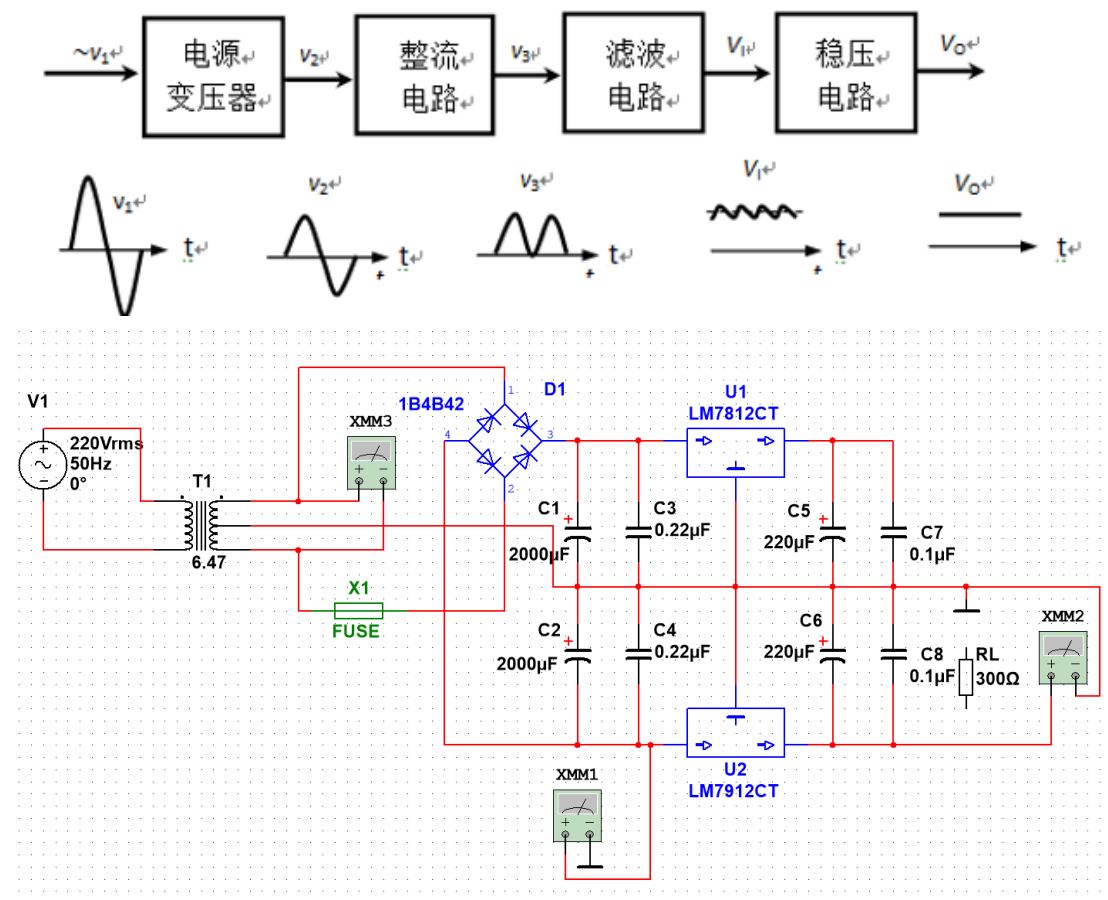 ~v₁↵
电源↵
变压器↵
v₂↵
整流↵
电路↵
v₃↵
滤波↵
电路↵
Vᵢ↵
稳压↵
电路↵
Vₒ↵
v₁↵
t↵
v₂↵
t↵
v₃↵
t↵
Vᵢ↵
t↵
Vₒ↵
t↵
V1
220Vrms
50Hz
0°
T1
6.47
XMM3
+ −
X1
FUSE
1B4B42
D1
1
4
3
2
C1
+
2000µF
C3
0.22µF
U1
LM7812CT
C5
+
220µF
C7
0.1µF
C2
+
2000µF
C4
0.22µF
C6
+
220µF
C8
0.1µF
RL
300Ω
XMM2
+ −
U2
LM7912CT
XMM1
+ −